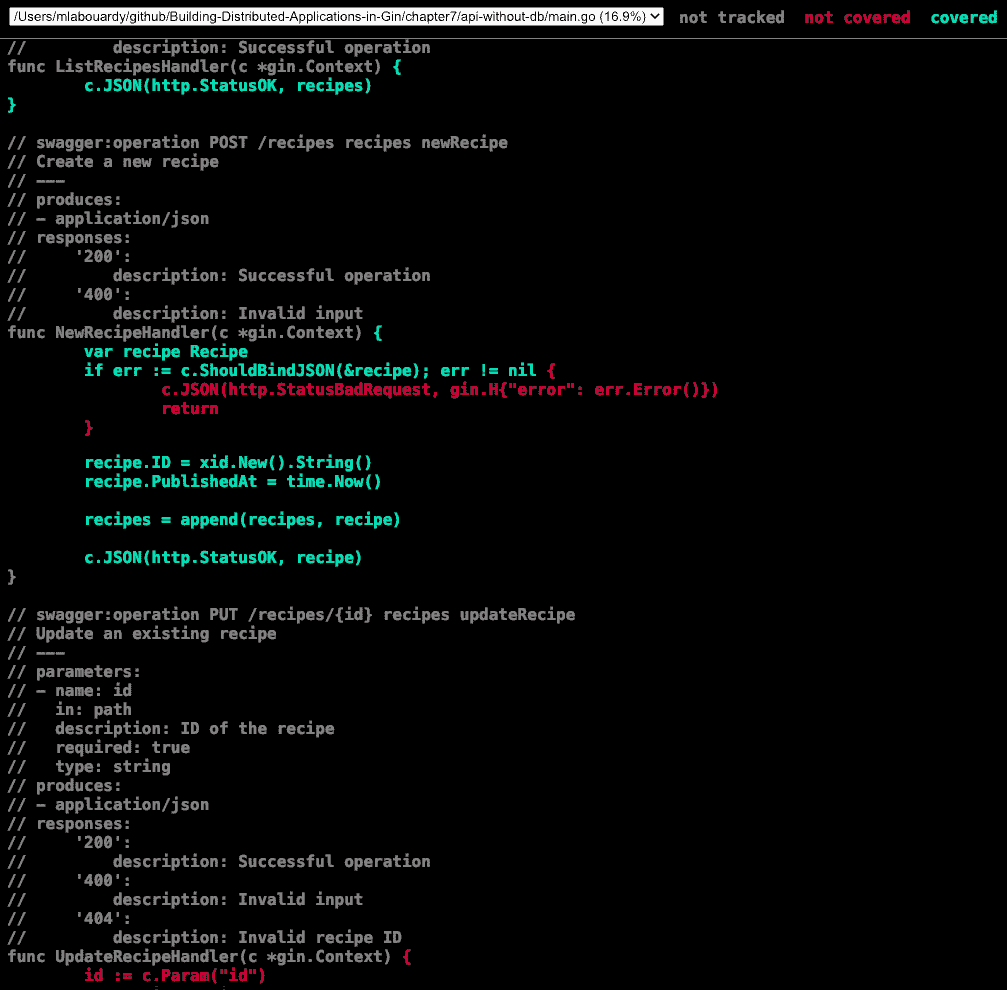 /Users/mlabouardy/github/Building-Distributed-Applications-in-Gin/chapter7/api-without-db/main.go (16.9%) not tracked not covered covered
//         description: Successful operation
func ListRecipesHandler(c *gin.Context) {
        c.JSON(http.StatusOK, recipes)
}

// swagger:operation POST /recipes recipes newRecipe
// Create a new recipe
// ---
// produces:
// - application/json
// responses:
//     '200':
//         description: Successful operation
//     '400':
//         description: Invalid input
func NewRecipeHandler(c *gin.Context) {
        var recipe Recipe
        if err := c.ShouldBindJSON(&recipe); err != nil {
                c.JSON(http.StatusBadRequest, gin.H{"error": err.Error()})
                return
        }

        recipe.ID = xid.New().String()
        recipe.PublishedAt = time.Now()

        recipes = append(recipes, recipe)

        c.JSON(http.StatusOK, recipe)
}

// swagger:operation PUT /recipes/{id} recipes updateRecipe
// Update an existing recipe
// ---
// parameters:
// - name: id
//   in: path
//   description: ID of the recipe
//   required: true
//   type: string
// produces:
// - application/json
// responses:
//     '200':
//         description: Successful operation
//     '400':
//         description: Invalid input
//     '404':
//         description: Invalid recipe ID
func UpdateRecipeHandler(c *gin.Context) {
        id := c.Param("id")